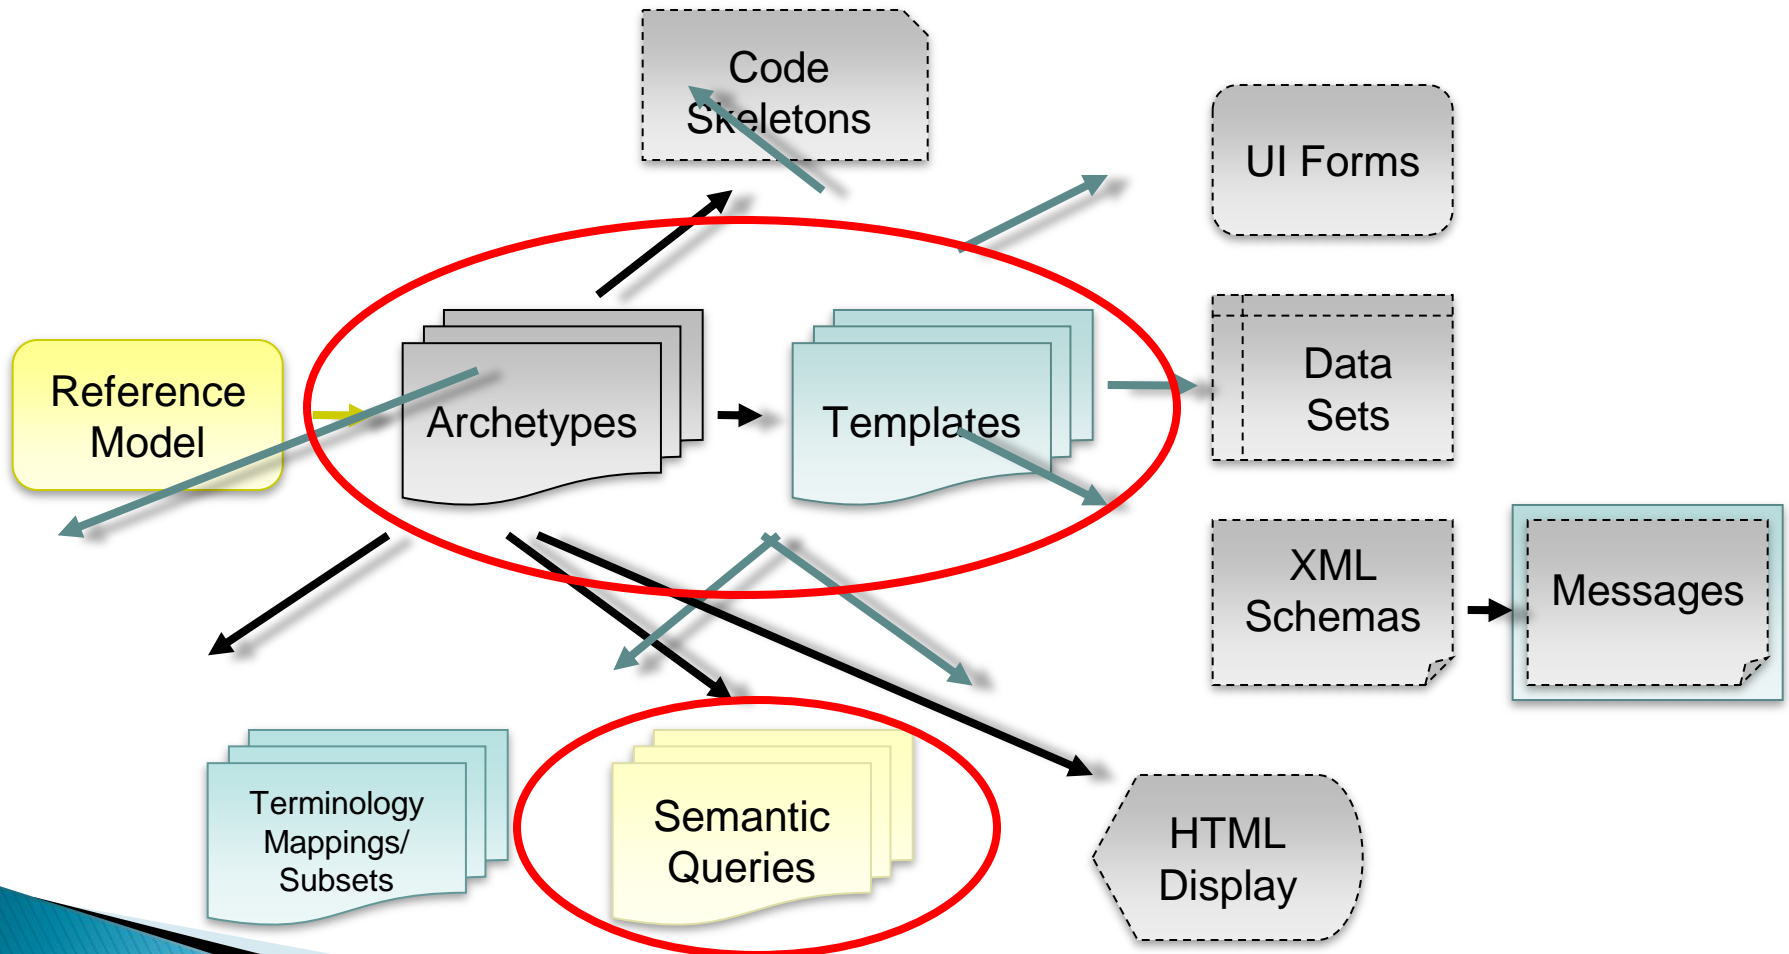 Code
Skeletons
UI Forms
Reference
Model
Archetypes
Templates
Data
Sets
XML
Schemas
Messages
Terminology
Mappings/
Subsets
Semantic
Queries
HTML
Display